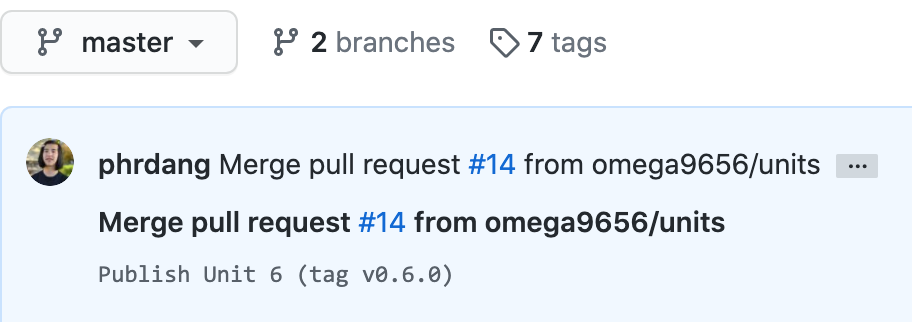 master 2 branches 7 tags
phrdang Merge pull request #14 from omega9656/units ...
Merge pull request #14 from omega9656/units
Publish Unit 6 (tag v0.6.0)